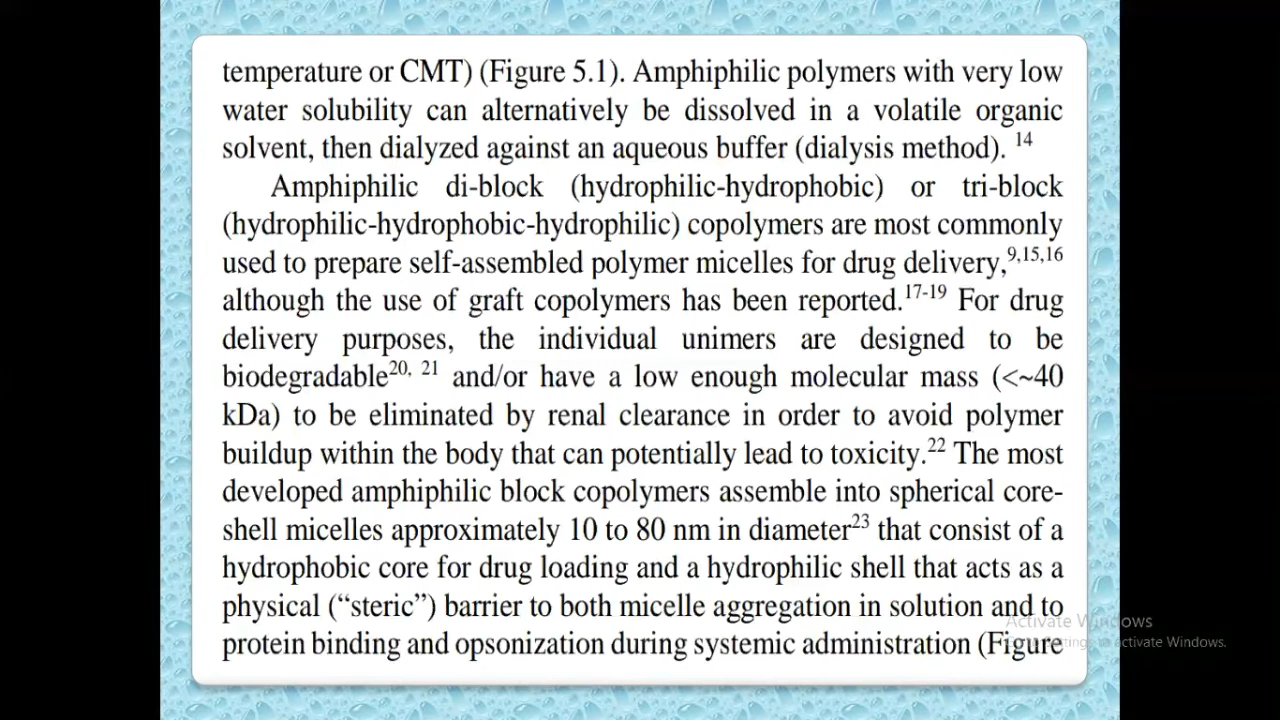 temperature or CMT) (Figure 5.1). Amphiphilic polymers with very low
water solubility can alternatively be dissolved in a volatile organic
solvent, then dialyzed against an aqueous buffer (dialysis method). 14
Amphiphilic di-block (hydrophilic-hydrophobic) or tri-block
(hydrophilic-hydrophobic-hydrophilic) copolymers are most commonly
used to prepare self-assembled polymer micelles for drug delivery,9,15,16
although the use of graft copolymers has been reported.17-19 For drug
delivery purposes, the individual unimers are designed to be
biodegradable20, 21 and/or have a low enough molecular mass (<~40
kDa) to be eliminated by renal clearance in order to avoid polymer
buildup within the body that can potentially lead to toxicity.22 The most
developed amphiphilic block copolymers assemble into spherical core-
shell micelles approximately 10 to 80 nm in diameter23 that consist of a
hydrophobic core for drug loading and a hydrophilic shell that acts as a
physical (“steric”) barrier to both micelle aggregation in solution and to
protein binding and opsonization during systemic administration (Figure
Activate Windows
to activate Windows.